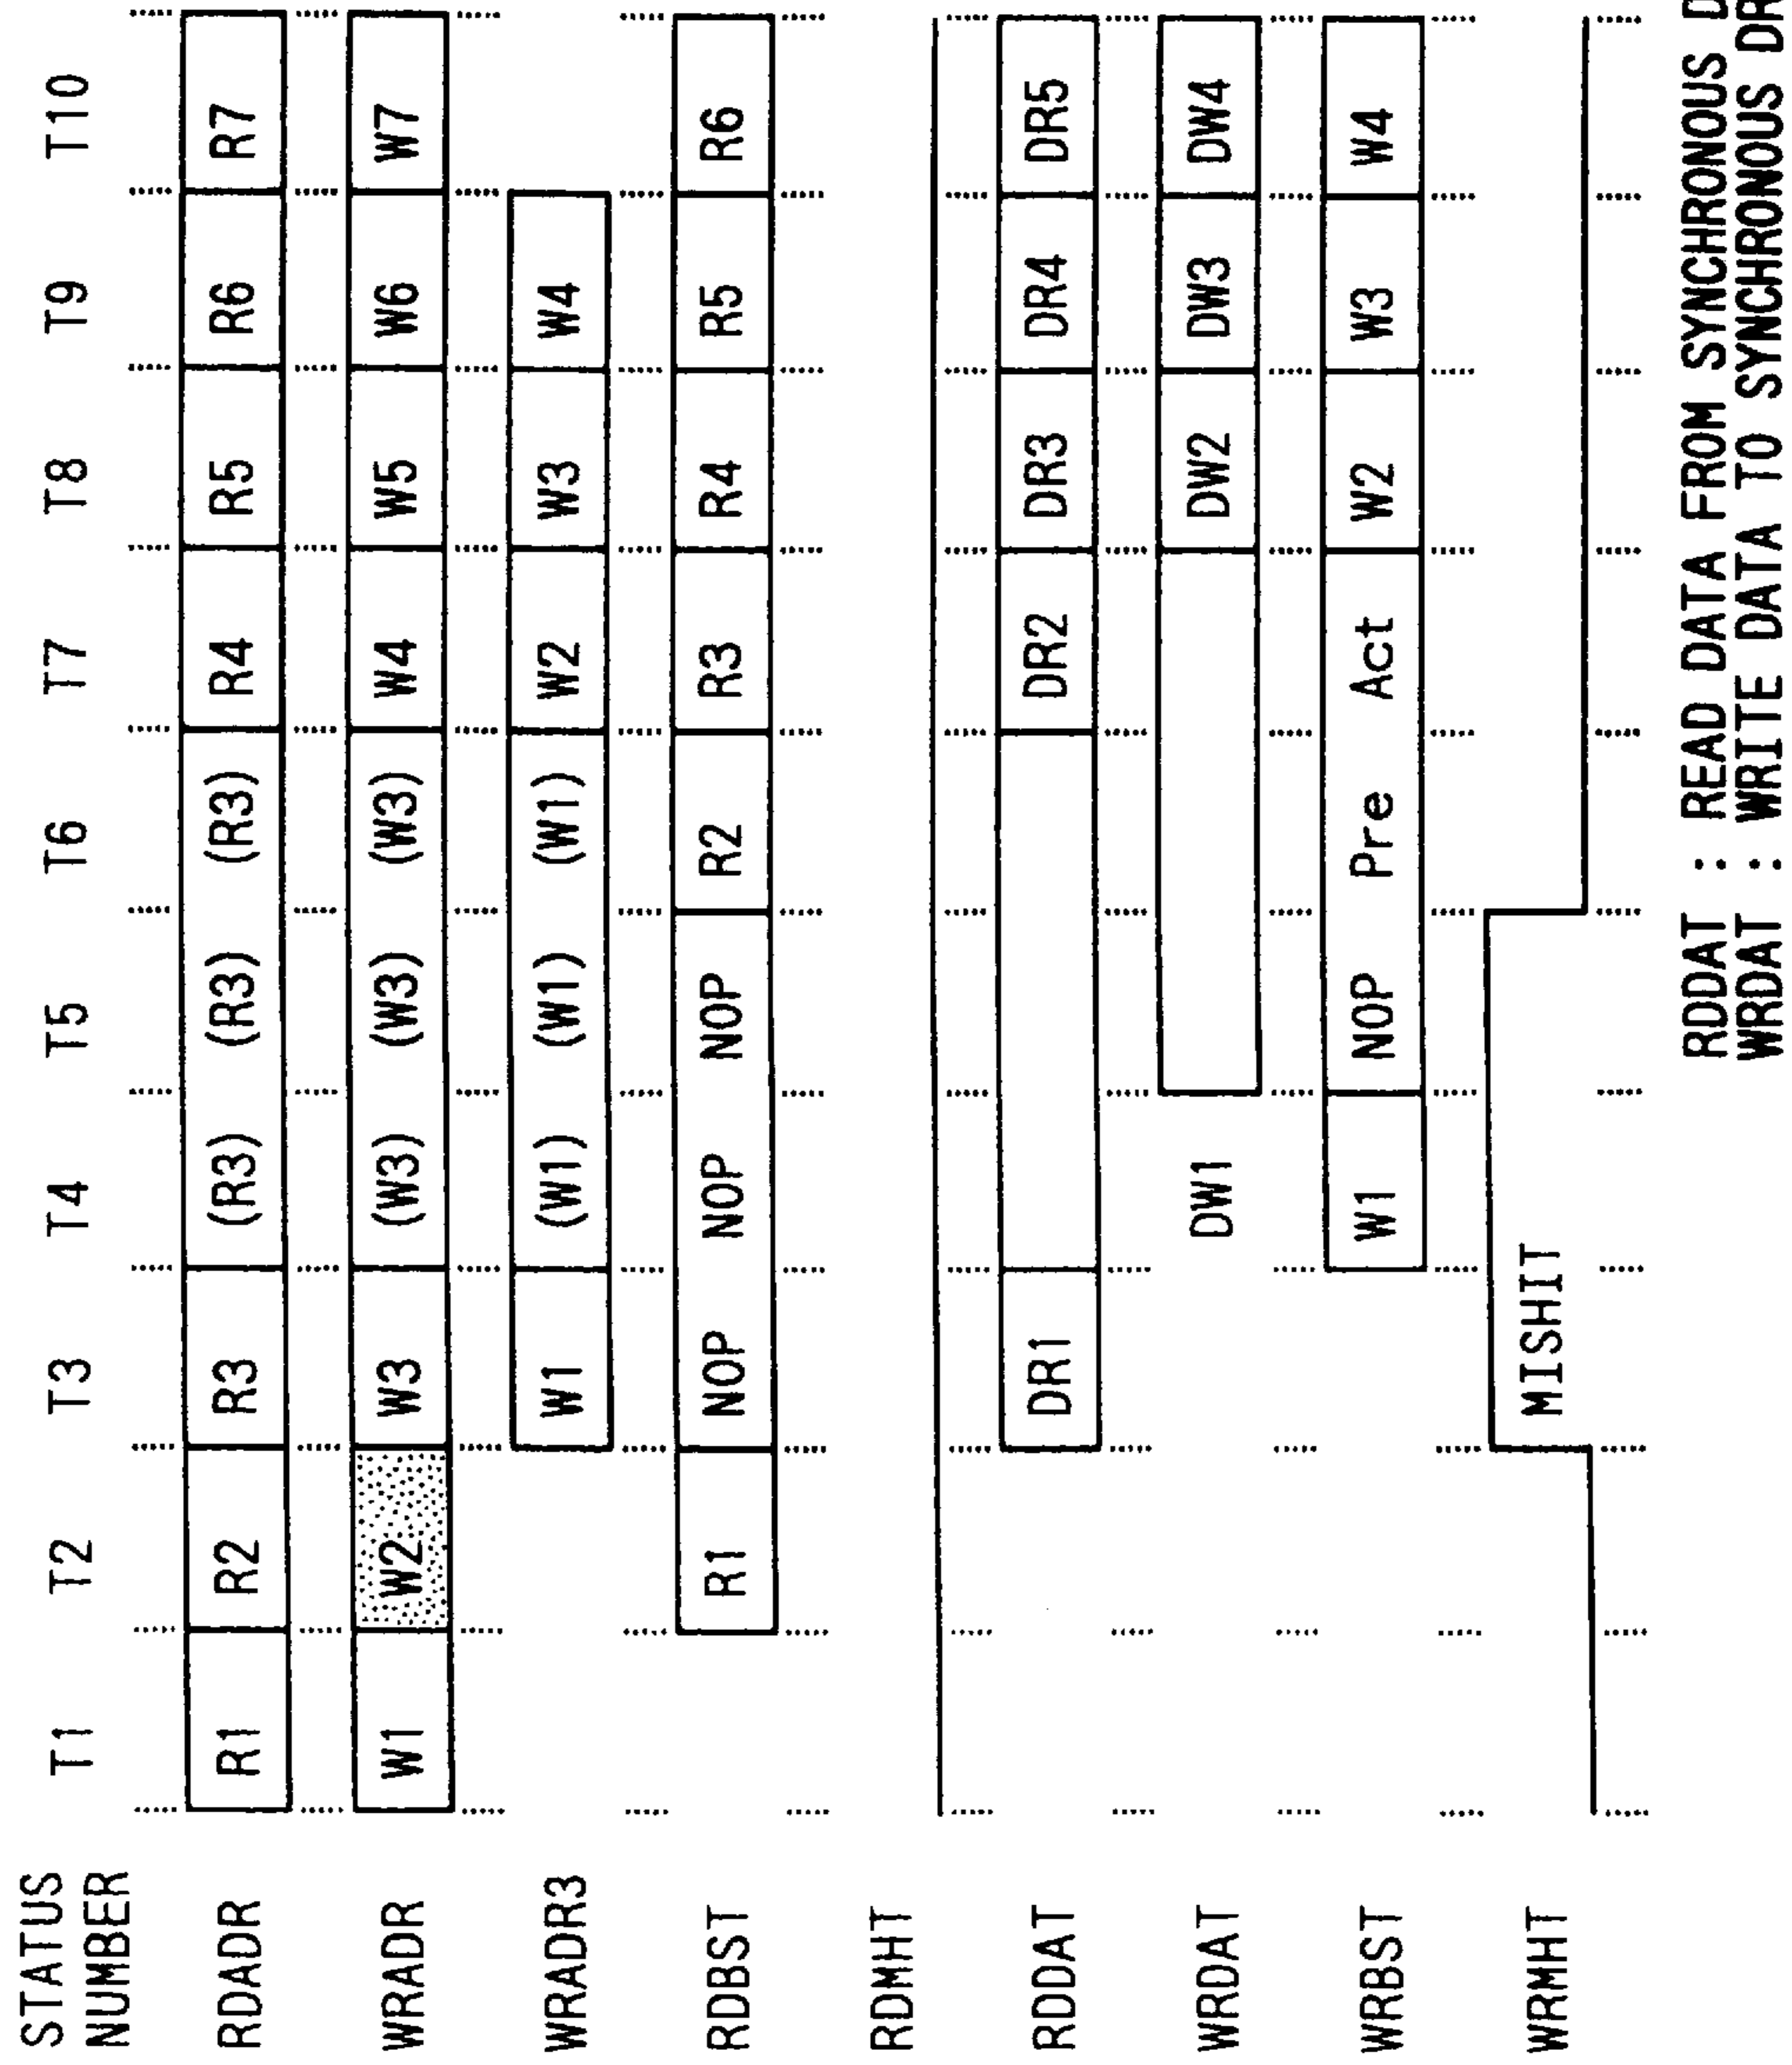 STATUS NUMBER T1 T2 T3 T4 T5 T6 T7 T8 T9 T10
RDADR R1 R2 R3 (R3) (R3) (R3) R4 R5 R6 R7
WRADR W1 W2 W3 (W3) (W3) (W3) W4 W5 W6 W7
WRADR3 W1 (W1) (W1) (W1) W2 W3 W4
RDBST R1 NOP NOP NOP R2 R3 R4 R5 R6
RDMHT
RDDAT DR1 DR2 DR3 DR4 DR5
WRDAT DW1 DW2 DW3 DW4
WRBST W1 NOP Pre Act W2 W3 W4
WRMHT MISHIT
RDDAT : READ DATA FROM SYNCHRONOUS
WRDAT : WRITE DATA TO SYNCHRONOUS